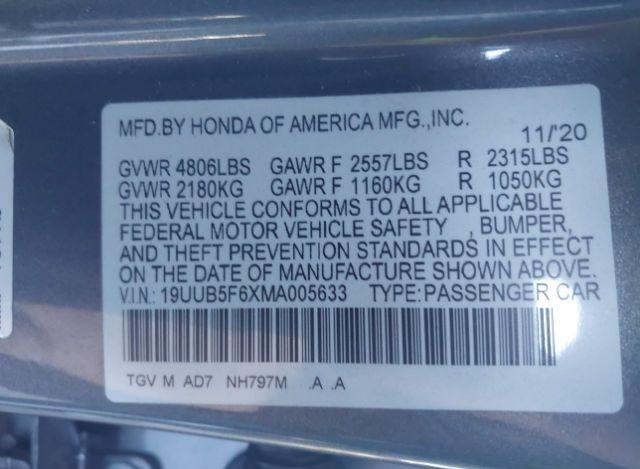 MFD.BY HONDA OF AMERICA MFG.,INC.
11/'20
GVWR 4806LBS GAWR F 2557LBS R 2315LBS
GVWR 2180KG GAWR F 1160KG R 1050KG
THIS VEHICLE CONFORMS TO ALL APPLICABLE
FEDERAL MOTOR VEHICLE SAFETY , BUMPER,
AND THEFT PREVENTION STANDARDS IN EFFECT
ON THE DATE OF MANUFACTURE SHOWN ABOVE.
V.I.N.: 19UUB5F6XMA005633 TYPE:PASSENGER CAR
TGV M AD7 NH797M .A .A